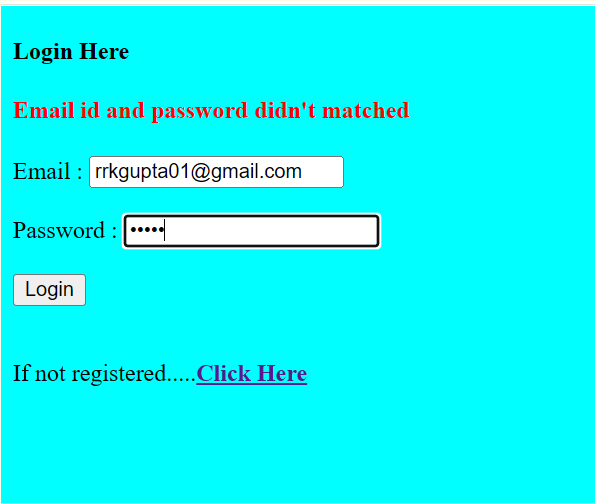 Login Here
Email id and password didn't matched
Email : rrkgupta01@gmail.com
Password : •••••
Login
If not registered.....Click Here